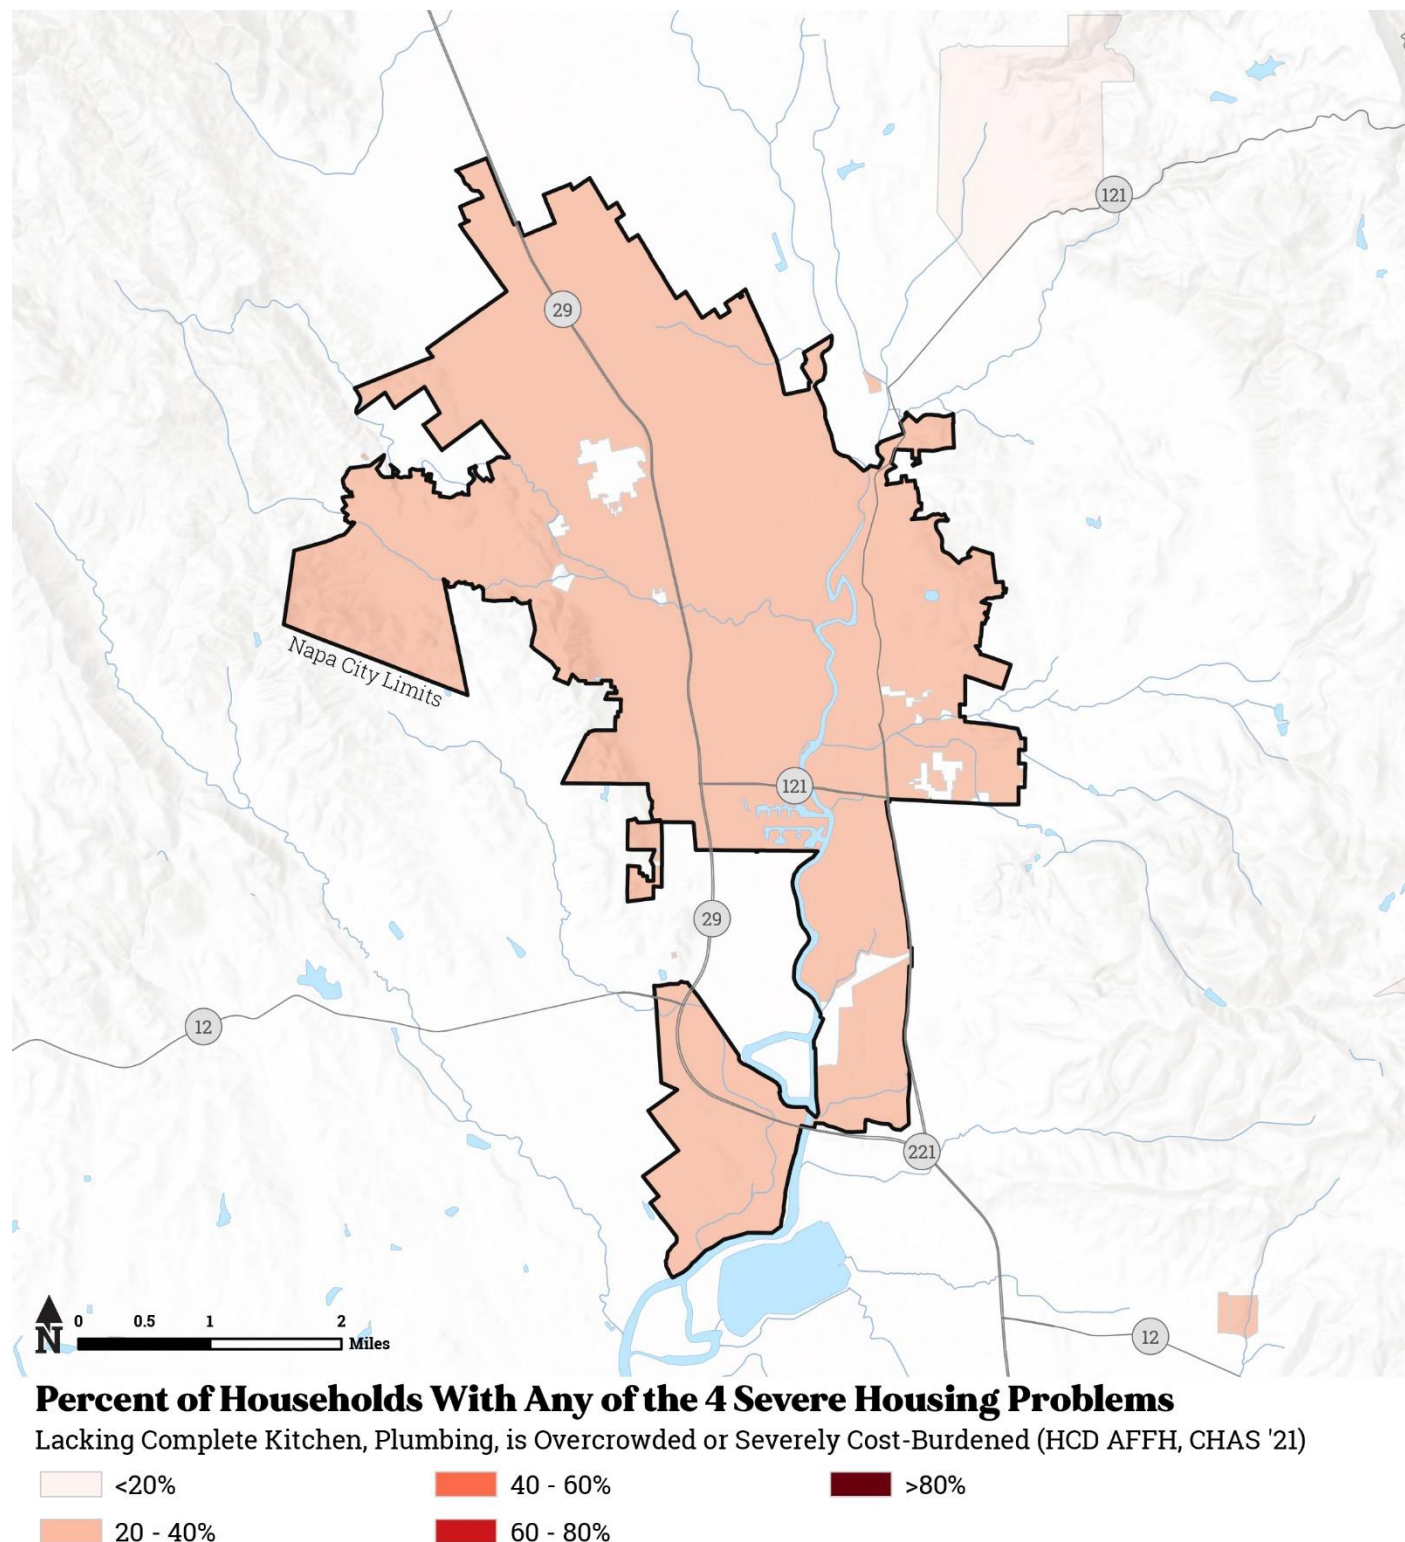 121
29
Napa City Limits
121
29
12
221
12
N
0 0.5 1 2
Miles
Percent of Households With Any of the 4 Severe Housing Problems
Lacking Complete Kitchen, Plumbing, is Overcrowded or Severely Cost-Burdened (HCD AFFH, CHAS '21)
<20%
40 - 60%
>80%
20 - 40%
60 - 80%